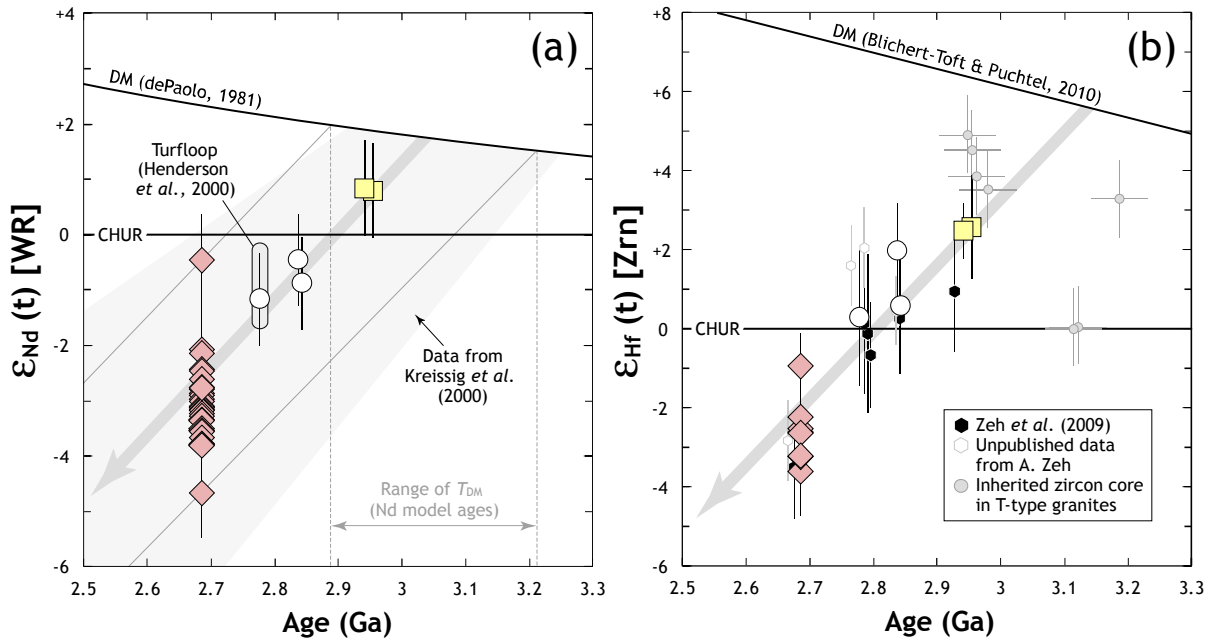 (a)
+4
+2
0
-2
-4
-6
εNd (t) [WR]
DM (dePaolo, 1981)
Turfloop
(Henderson
et al., 2000)
CHUR
Data from
Kreissig et al.
(2000)
Range of TDM
(Nd model ages)
2.5 2.6 2.7 2.8 2.9 3 3.1 3.2 3.3
Age (Ga)
(b)
+8
+6
+4
+2
0
-2
-4
-6
εHf (t) [Zrn]
DM (Blichert-Toft & Puchtel, 2010)
CHUR
Zeh et al. (2009)
Unpublished data
from A. Zeh
Inherited zircon core
in T-type granites
2.5 2.6 2.7 2.8 2.9 3 3.1 3.2 3.3
Age (Ga)